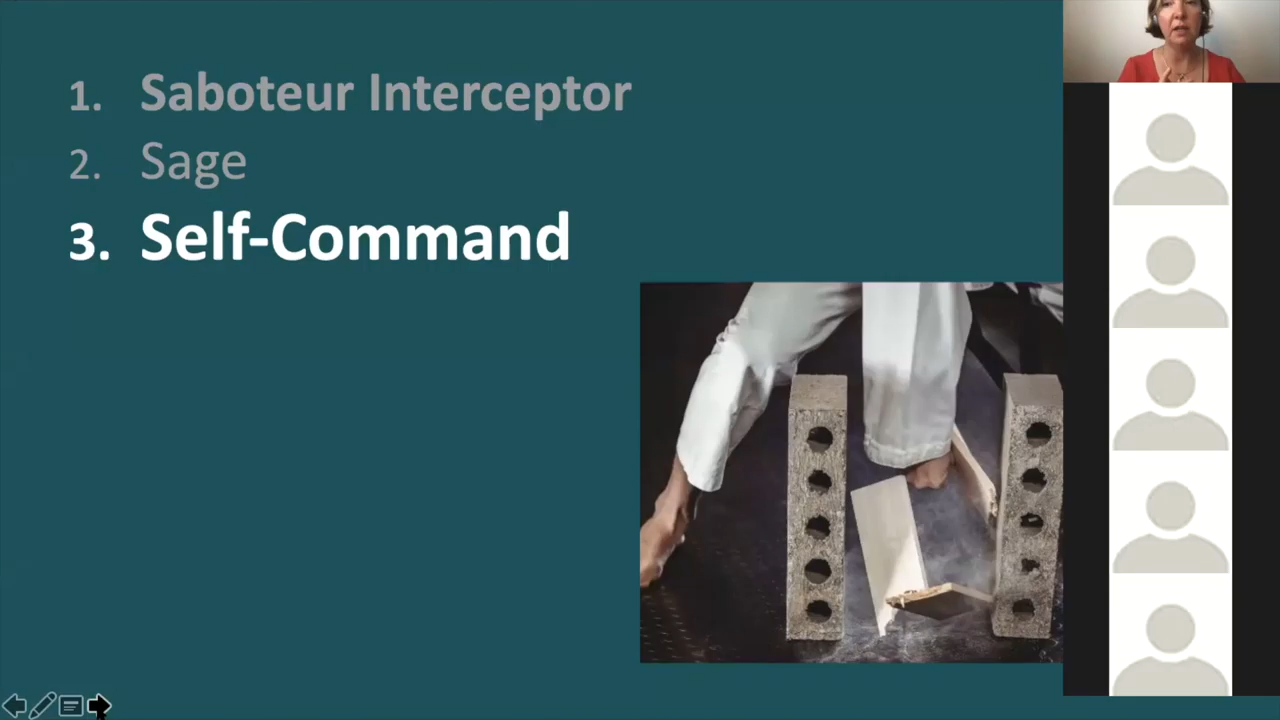 1. Saboteur Interceptor
2. Sage
3. Self-Command